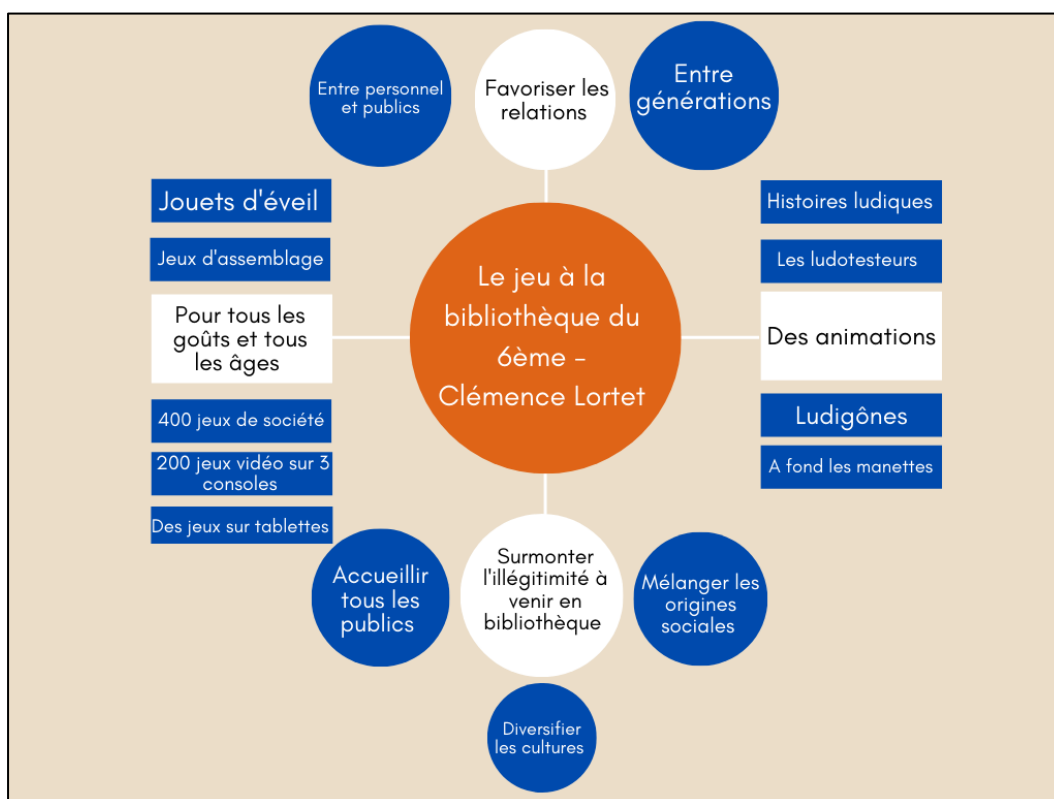 Entre personnel
et publics
Favoriser les
relations
Entre
générations
Jouets d'éveil
Jeux d'assemblage
Pour tous les
goûts et tous
les âges
400 jeux de société
200 jeux vidéo sur 3
consoles
Des jeux sur tablettes
Le jeu à la
bibliothèque du
6ème -
Clémence Lortet
Histoires ludiques
Les ludotesteurs
Des animations
Ludigônes
A fond les manettes
Accueillir
tous les
publics
Surmonter
l'illégitimité à
venir en
bibliothèque
Mélanger les
origines
sociales
Diversifier
les cultures